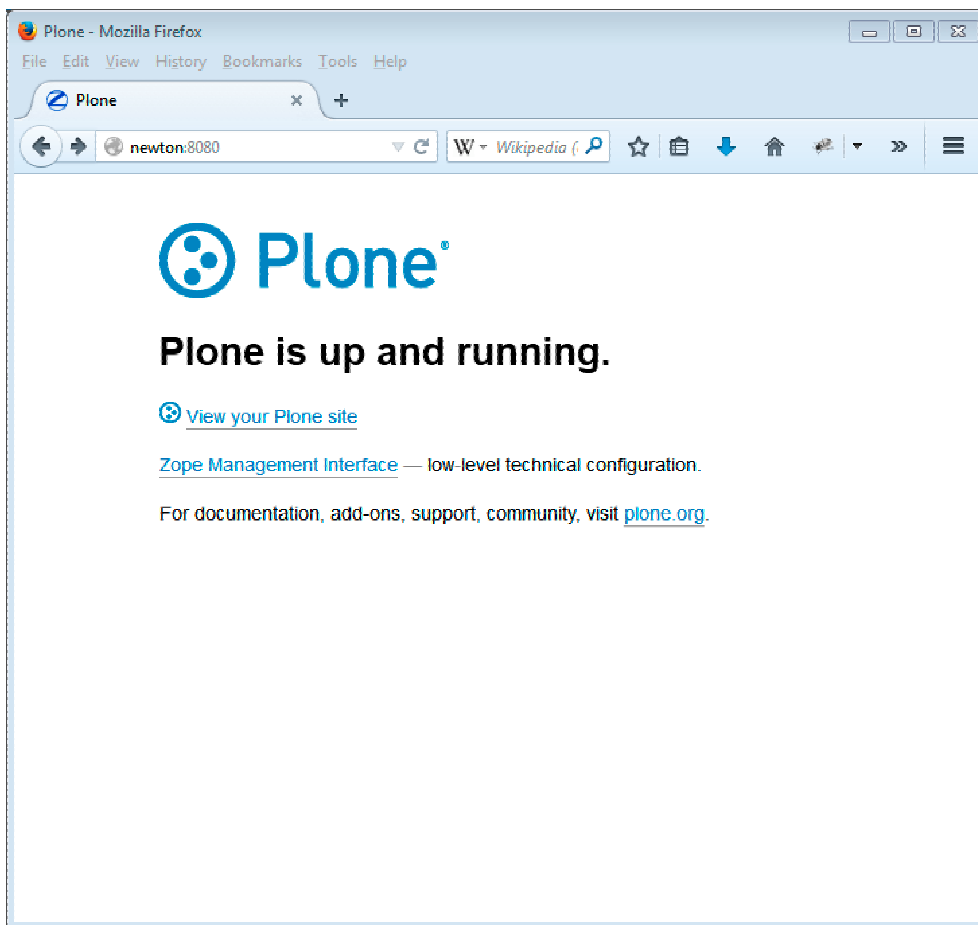 Plone - Mozilla Firefox
File Edit View History Bookmarks Tools Help
Plone
newton:8080
W Wikipedia (
Plone®
Plone is up and running.
View your Plone site
Zope Management Interface — low-level technical configuration.
For documentation, add-ons, support, community, visit plone.org.